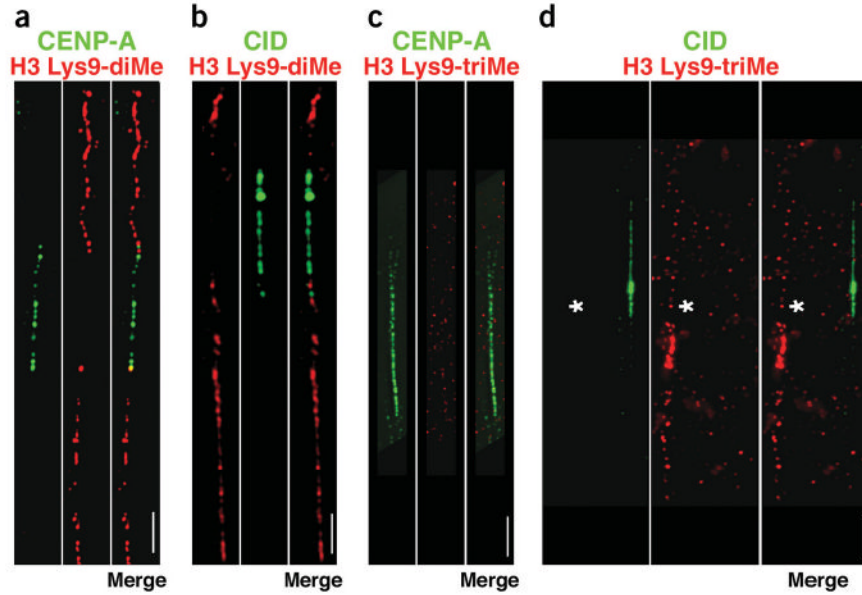 a
CENP-A
H3 Lys9-diMe
Merge
b
CID
H3 Lys9-diMe
Merge
c
CENP-A
H3 Lys9-triMe
Merge
d
CID
H3 Lys9-triMe
* * *
Merge